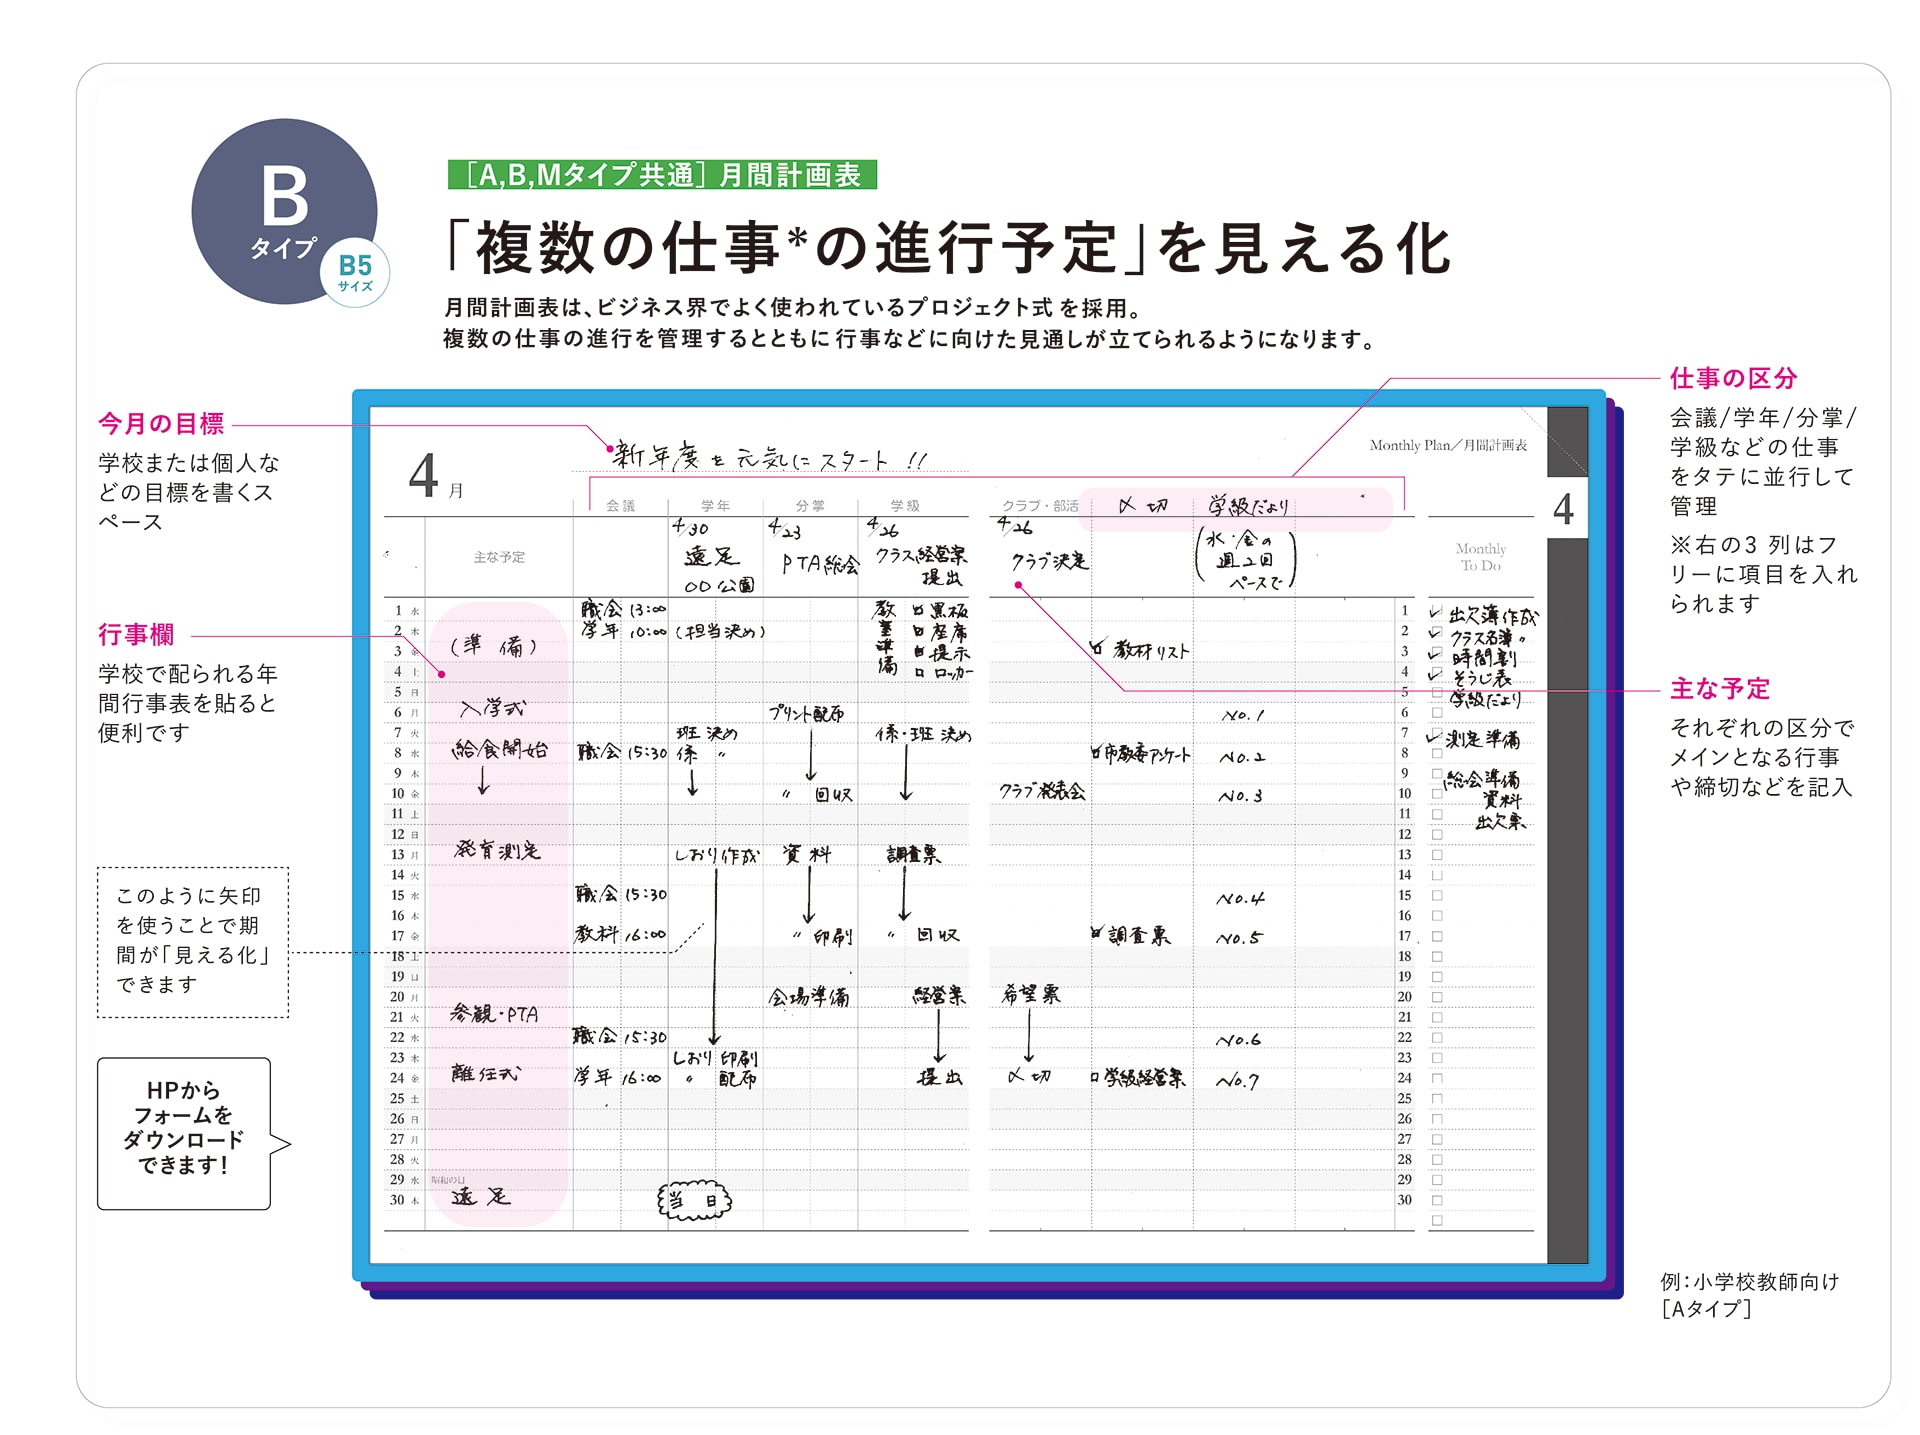 B
タイプ
B5
サイズ
［A,B,Mタイプ共通］月間計画表
「複数の仕事*の進行予定」を見える化
月間計画表は、ビジネス界でよく使われているプロジェクト式 を採用。
複数の仕事の進行を管理するとともに 行事などに向けた見通しが立てられるようになります。
今月の目標
学校または個人な
どの目標を書くス
ペース
行事欄
学校で配られる年
間行事表を貼ると
便利です
このように矢印
を使うことで期
間が「見える化」
できます
HPから
フォームを
ダウンロード
できます！
仕事の区分
会議/学年/分掌/
学級などの仕事
をタテに並行して
管理
※右の3 列はフ
リーに項目を入れ
られます
主な予定
それぞれの区分で
メインとなる行事
や締切などを記入
4月
新年度を元気にスタート !!
Monthly Plan／月間計画表
4
会議 学年 分掌 学級 クラブ・部活 〆切 学級だより
主な予定
4/30
遠足
○○公園
4/23
PTA総会
4/26
クラス経営案
提出
4/26
クラブ決定
(水・金の
週2回
ペースで)
Monthly
To Do
1 水 職会 13:00 教 □ 黒板 1 出欠簿作成
2 木 学年 10:00 (担当決め) 室 □ 座席 2 クラス名簿 〃
3 金 (準 備) 準 □ 提示 教材リスト 3 時間割
4 土 備 □ ロッカー 4 そうじ表
5 日 5 学級だより
6 月 入学式 プリント配布 No.1 6
7 火 班 決め 係・班 決め 7 測定準備
8 水 給食開始 職会 15:30 係 〃 市教委アンケート No.2 8
9 木 9 総会準備
10 金 〃 回収 クラブ発表会 No.3 10 資料
11 土 11 出欠票
12 日 12
13 月 発育測定 しおり作成 資料 調査票 13
14 火 14
15 水 職会 15:30 No.4 15
16 木 16
17 金 教科 16:00 〃 印刷 〃 回収 調査票 No.5 17
18 土 18
19 日 19
20 月 会場準備 経営案 希望票 20
21 火 参観・PTA 21
22 水 職会 15:30 No.6 22
23 木 しおり 印刷 23
24 金 離任式 学年 16:00 〃 配布 提出 〆切 □ 学級経営案 No.7 24
25 土 25
26 日 26
27 月 27
28 火 28
29 水 昭和の日 29
30 木 遠足 当日 30
例：小学校教師向け
［Aタイプ］